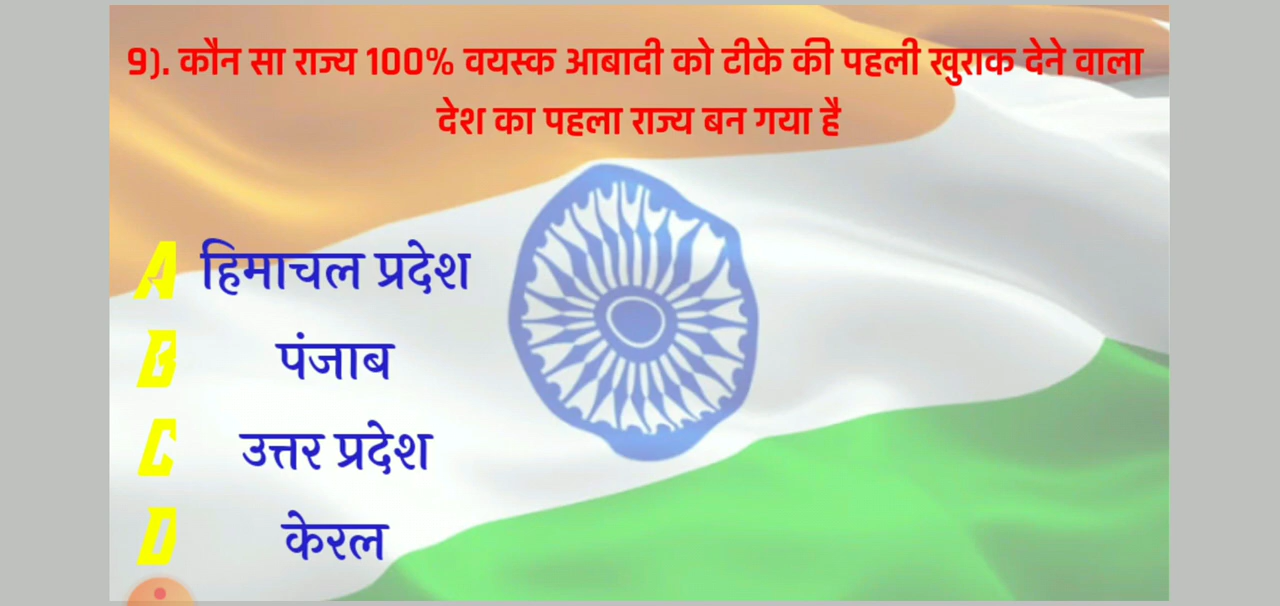 9). कौन सा राज्य 100% वयस्क आबादी को टीके की पहली खुराक देने वाला
देश का पहला राज्य बन गया है
A हिमाचल प्रदेश
B पंजाब
C उत्तर प्रदेश
D केरल